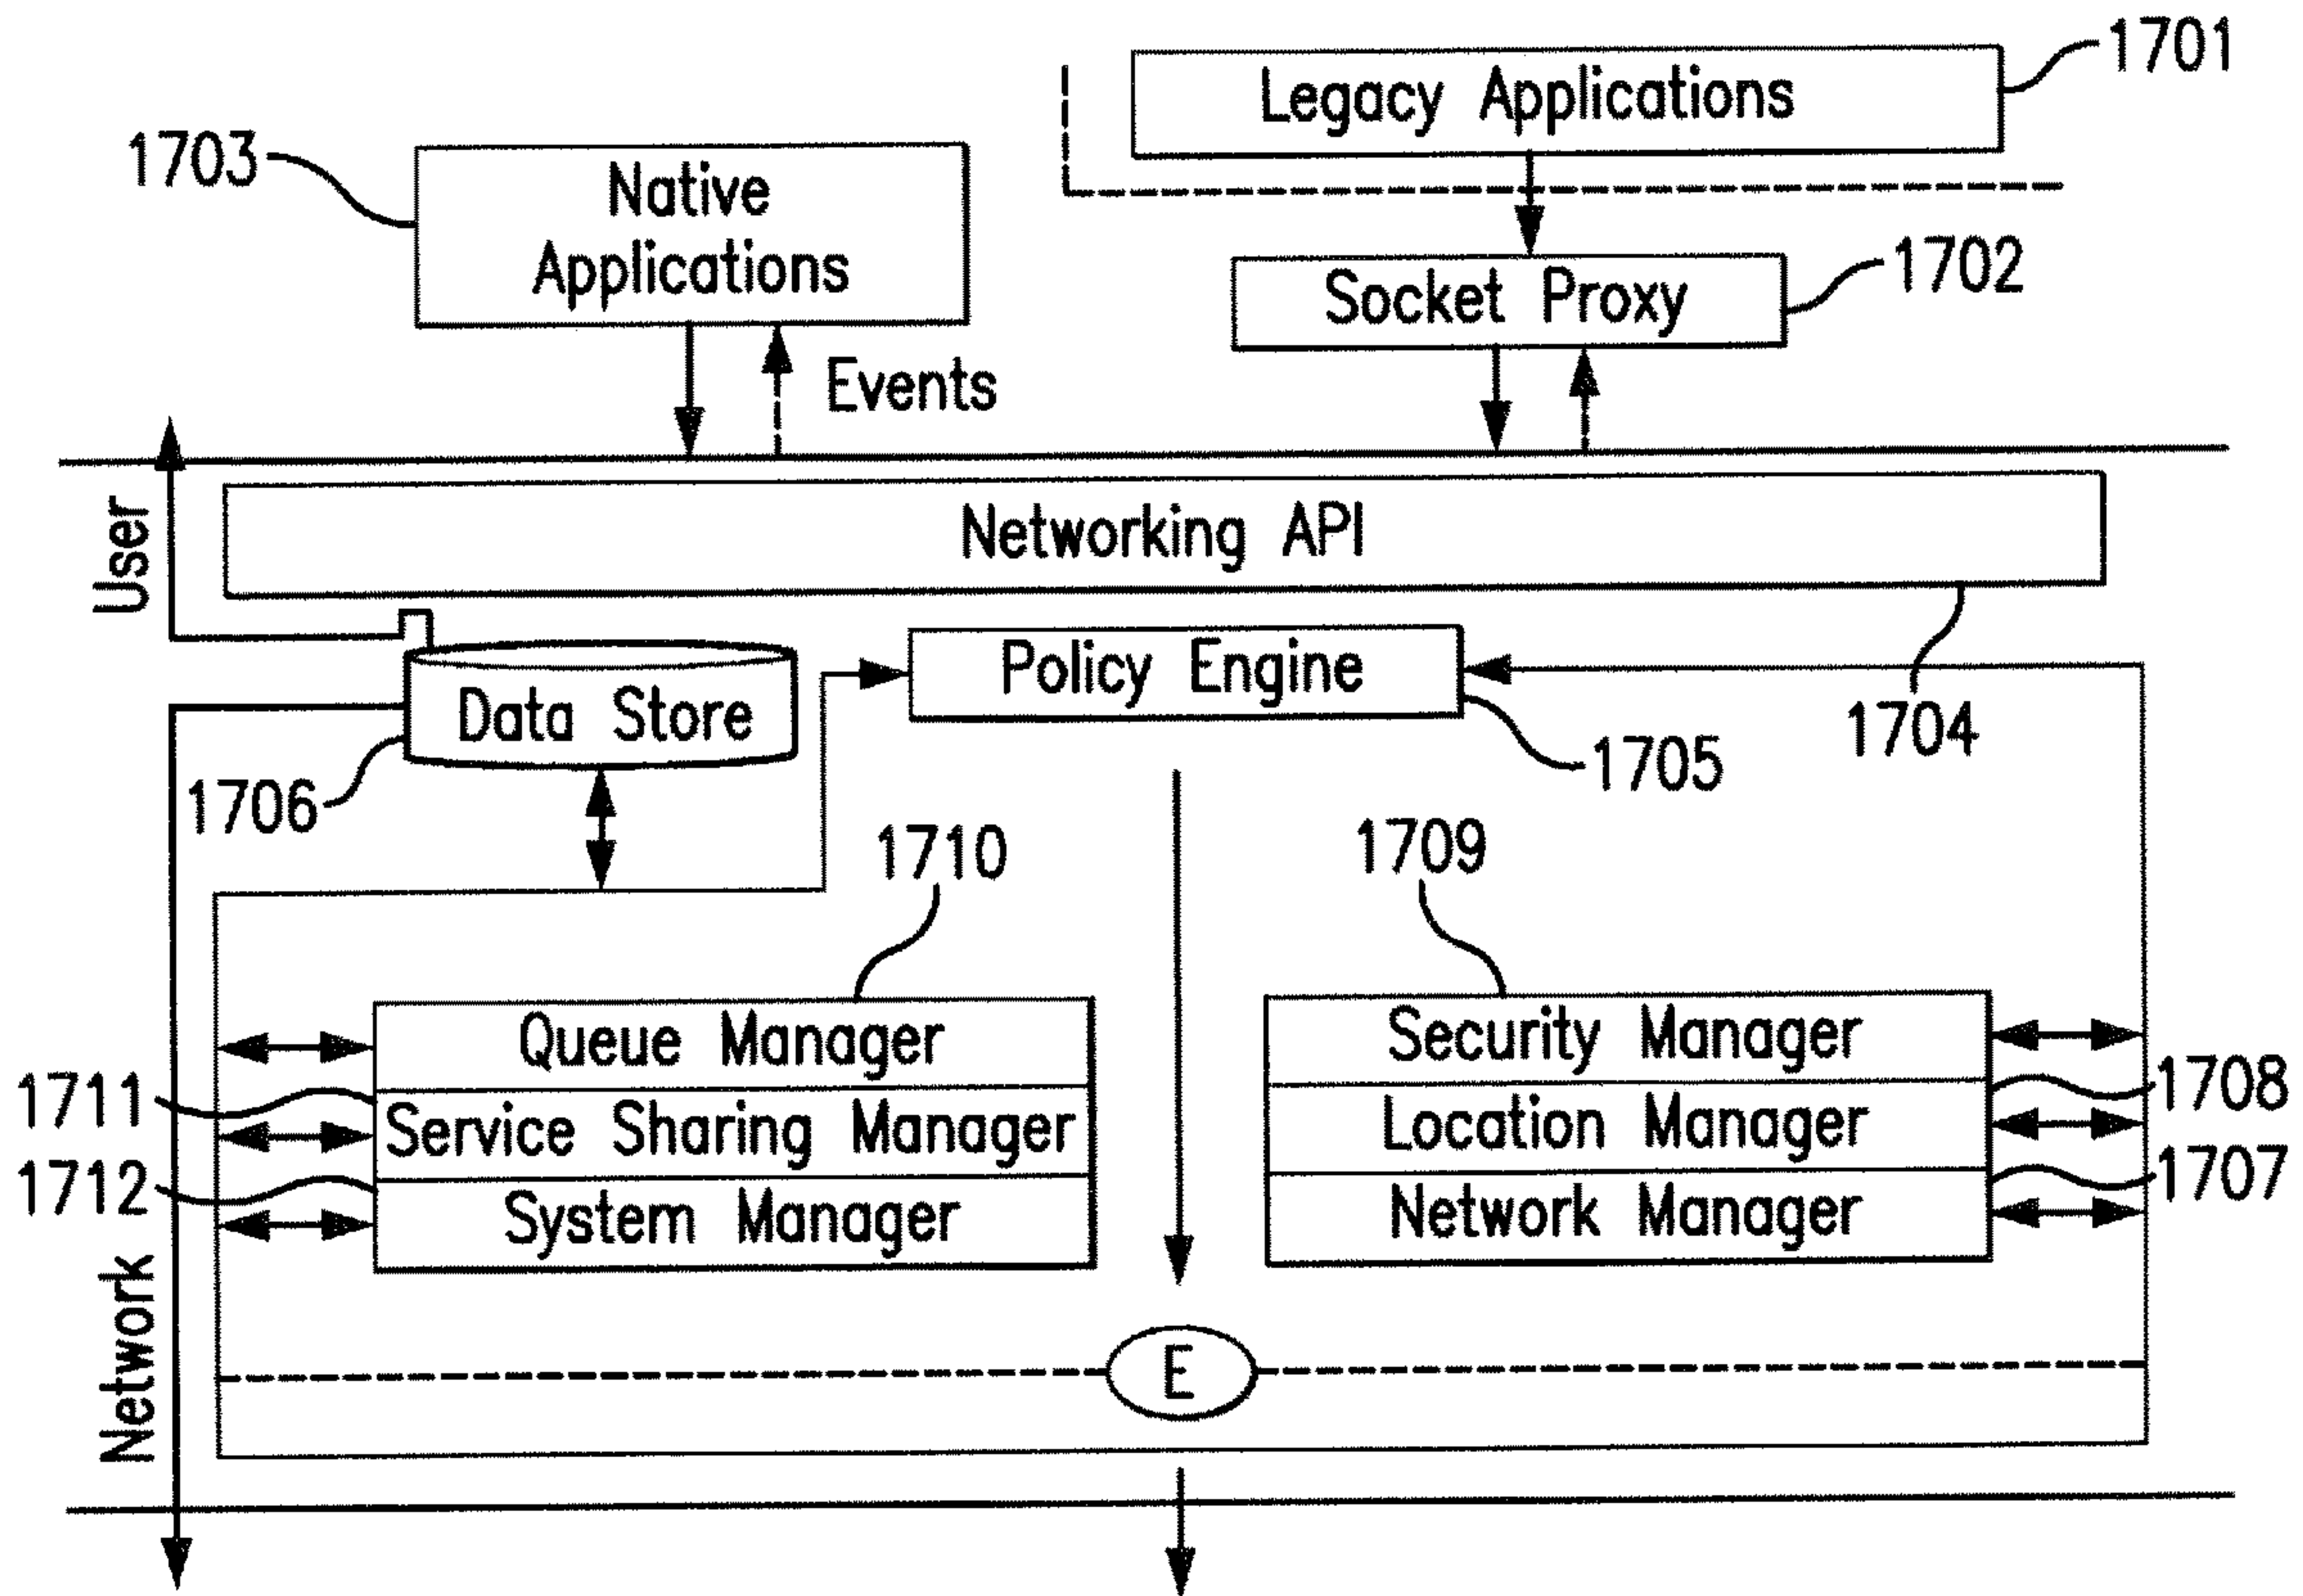 1701
Legacy Applications
1703
Native
Applications
1702
Socket Proxy
Events
User
Networking API
Policy Engine
Data Store
1704
1705
1706
1710
1709
Queue Manager
Security Manager
1711
1708
Service Sharing Manager
Location Manager
1712
1707
System Manager
Network Manager
Network
E